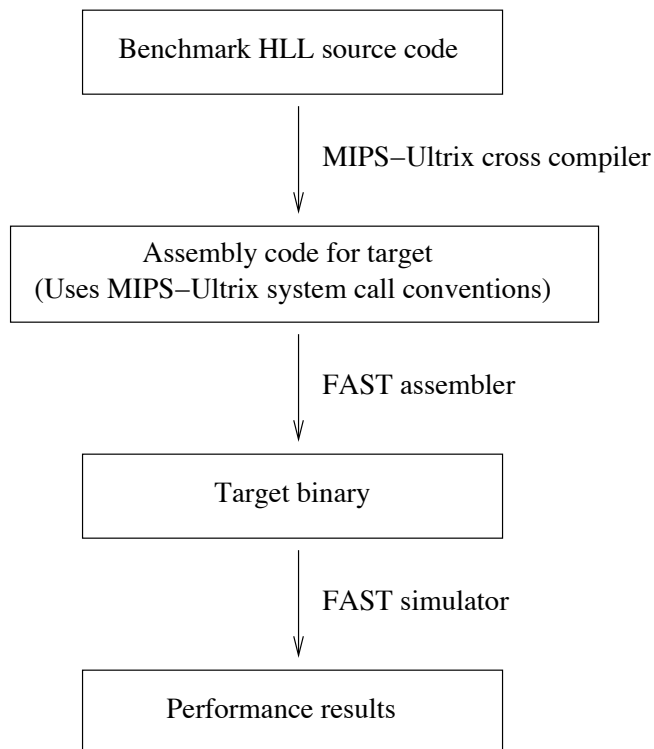 Benchmark HLL source code
MIPS−Ultrix cross compiler
Assembly code for target
(Uses MIPS−Ultrix system call conventions)
FAST assembler
Target binary
FAST simulator
Performance results